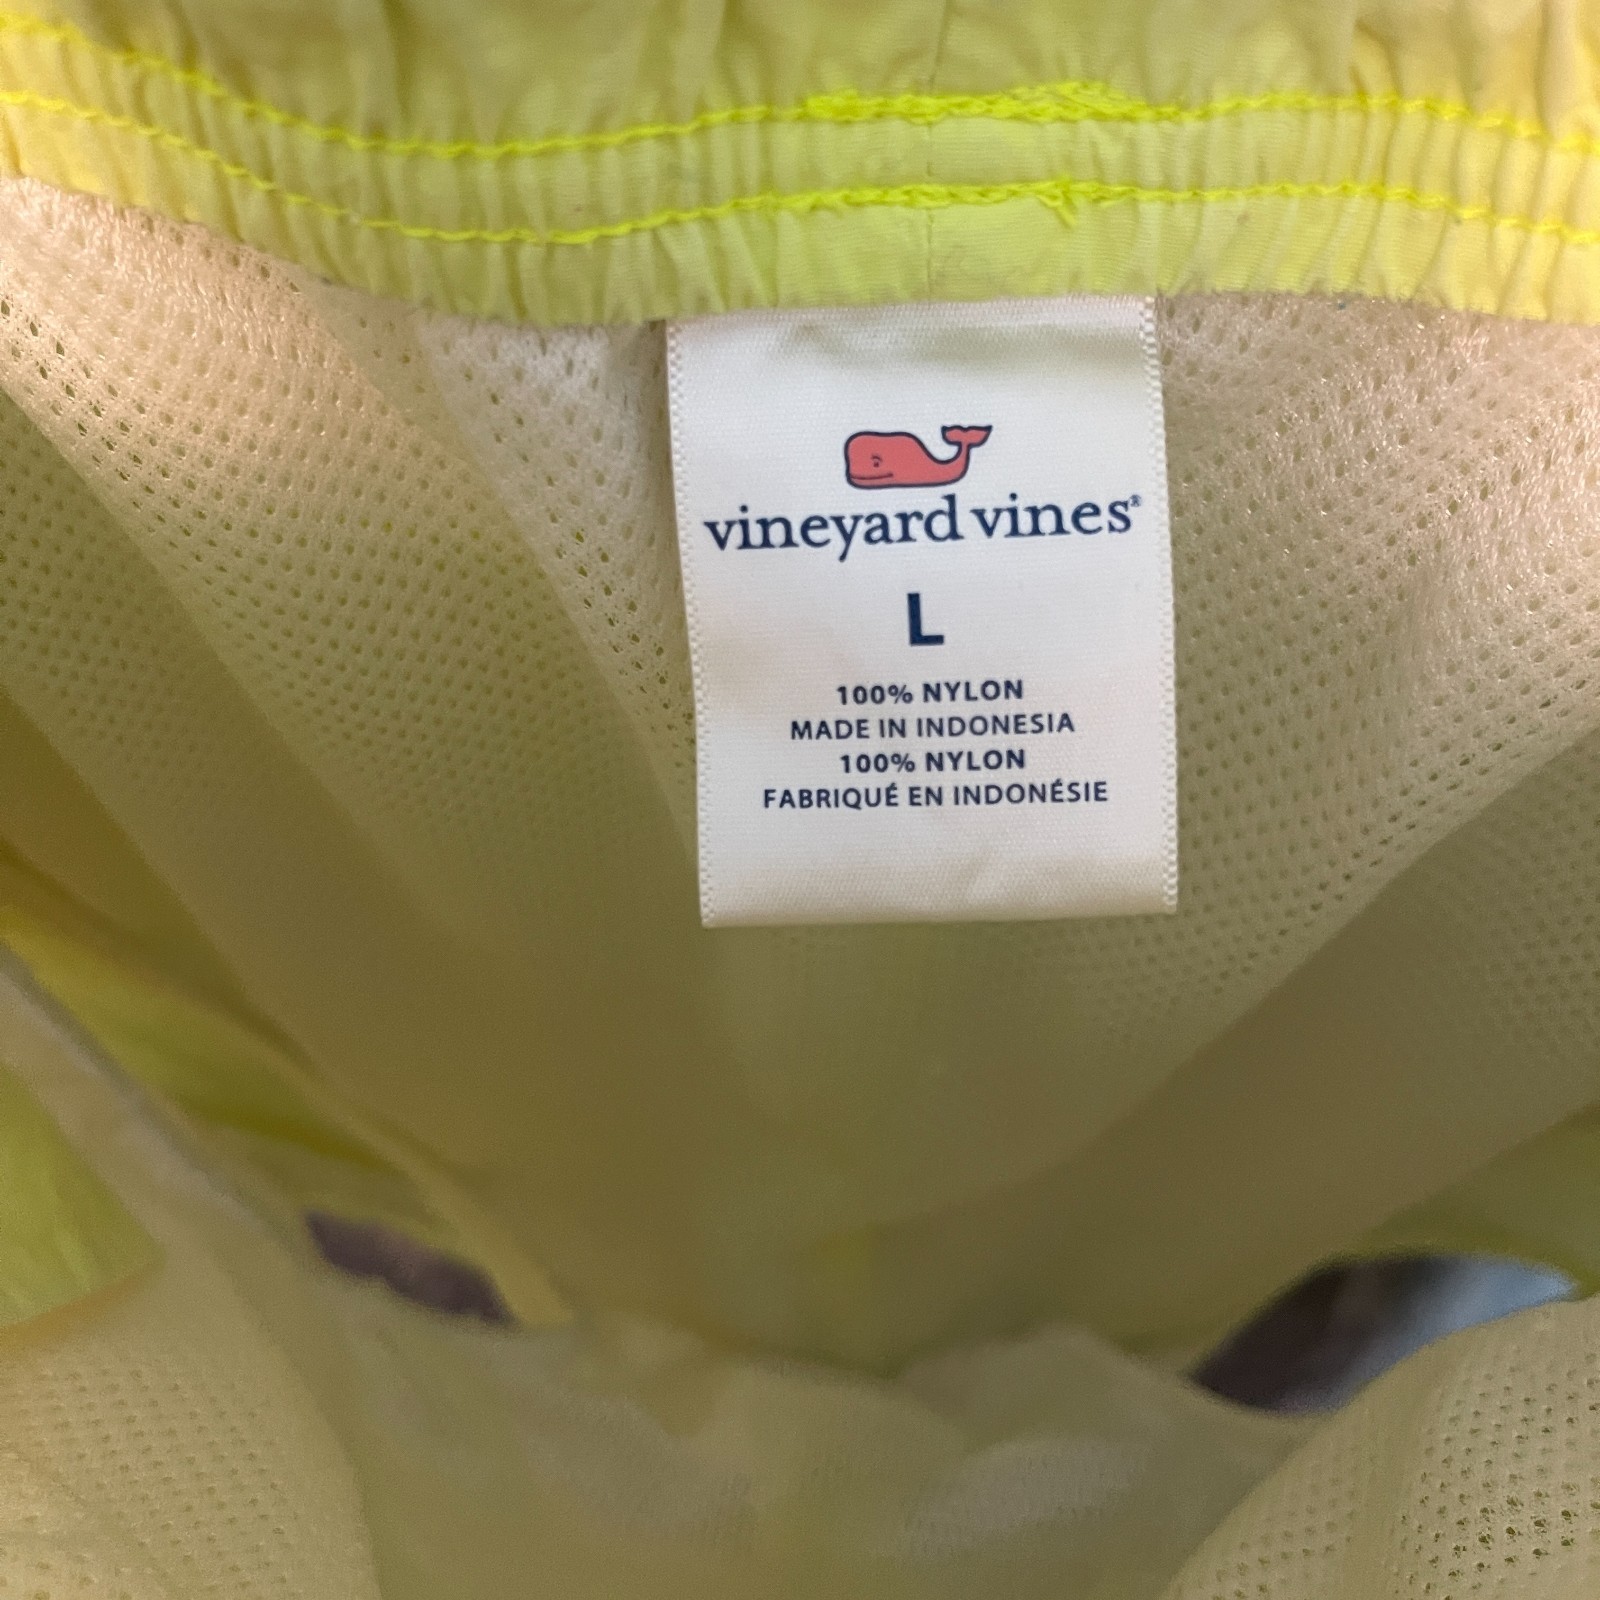 vineyard vines®
L
100% NYLON
MADE IN INDONESIA
100% NYLON
FABRIQUÉ EN INDONÉSIE